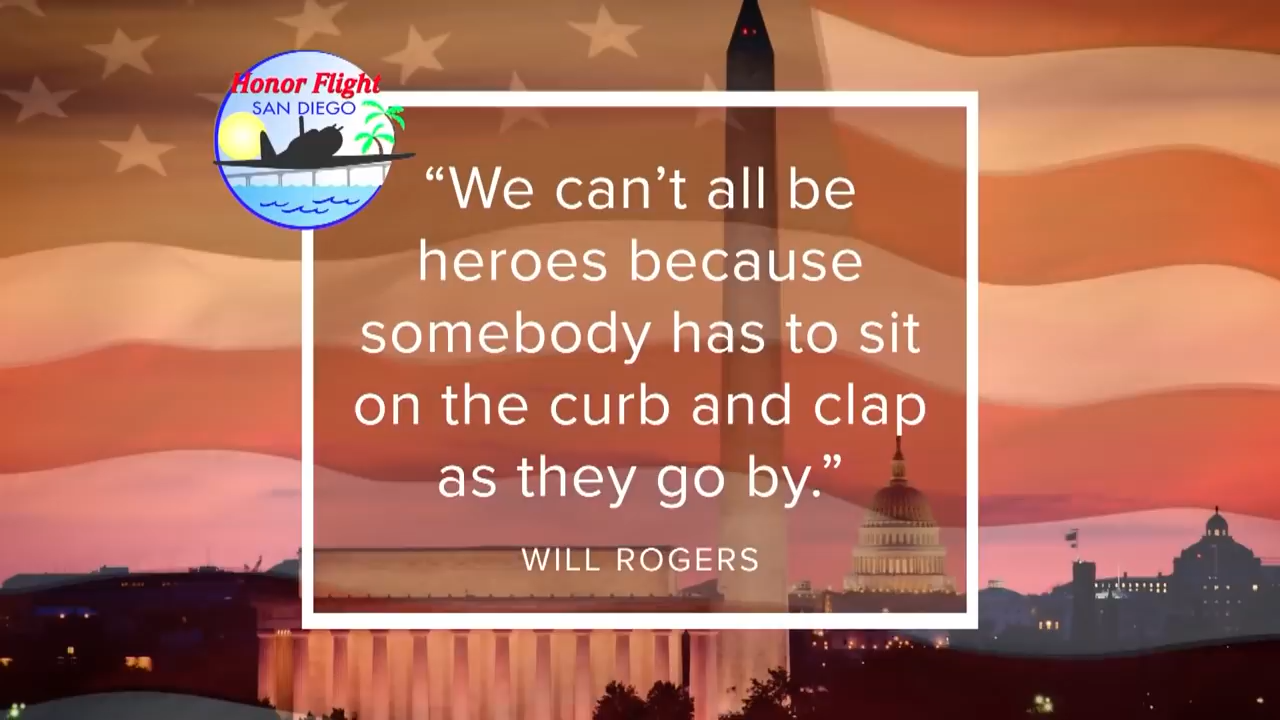 Honor Flight
SAN DIEGO
“We can’t all be
heroes because
somebody has to sit
on the curb and clap
as they go by.”
WILL ROGERS